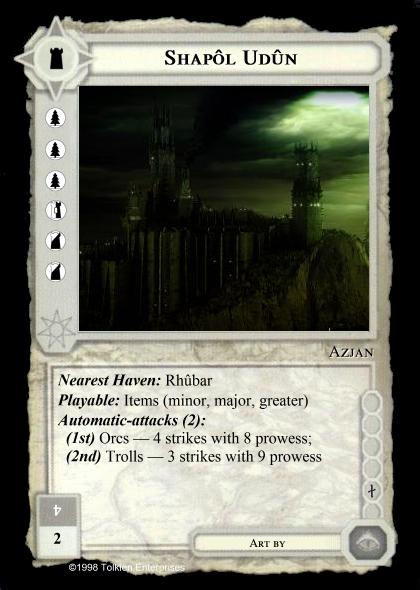 Shapôl Udûn
Azjan
Nearest Haven: Rhûbar
Playable: Items (minor, major, greater)
Automatic-attacks (2):
(1st) Orcs — 4 strikes with 8 prowess;
(2nd) Trolls — 3 strikes with 9 prowess
4
2
Art by
©1998 Tolkien Enterprises